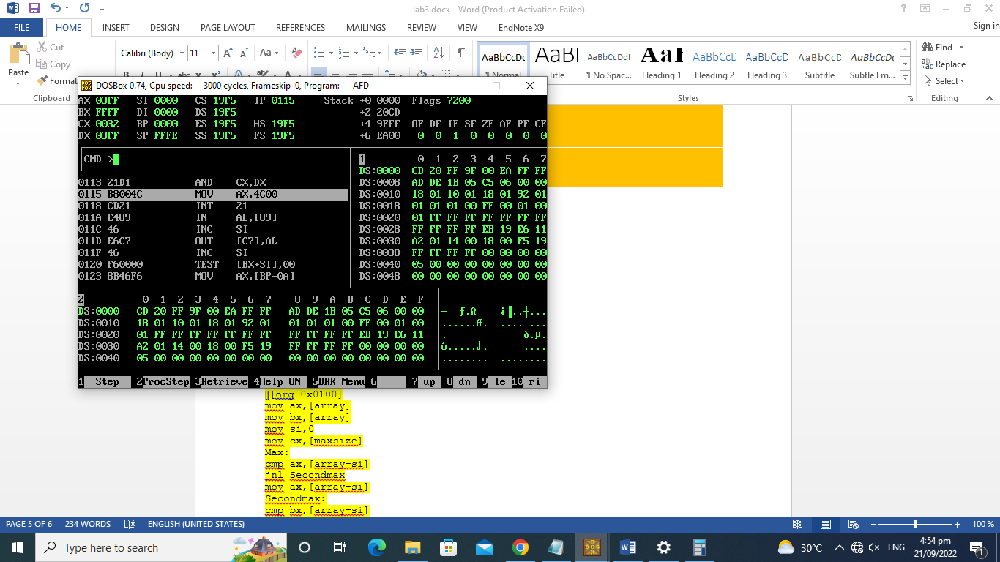 lab3.docx - Word (Product Activation Failed)
FILE HOME INSERT DESIGN PAGE LAYOUT REFERENCES MAILINGS REVIEW VIEW EndNote X9 Sign in
Paste
Cut
Copy
Format
Clipboard
Calibri (Body) 11
AaBbCcDc AaBbl AaBbCcDdE AaBb AaBbCcD AaBbCcDc AaBbCcD AaBbCcDc
¶ Normal Title ¶ No Spac... Heading 1 Heading 2 Heading 3 Subtitle Subtle Em...
Styles
Find
Replace
Select
Editing
DOSBox 0.74, Cpu speed: 3000 cycles, Frameskip 0, Program: AFD
AX 03FF SI 0000 CS 19F5 IP 0115 Stack +0 0000 Flags 7200
BX FFFF DI 0000 DS 19F5 +2 20CD
CX 0032 BP 0000 ES 19F5 HS 19F5 +4 9FFF OF DF IF SF ZF AF PF CF
DX 03FF SP FFFE SS 19F5 FS 19F5 +6 EA00 0 0 1 0 0 0 0 0
CMD >
0113 21D1 AND CX,DX
0115 B8004C MOV AX,4C00
0118 CD21 INT 21
011A E489 IN AL,[89]
011C 46 INC SI
011D E6C7 OUT [C7],AL
011F 46 INC SI
0120 F60000 TEST [BX+SI],00
0123 8B46F6 MOV AX,[BP-0A]
1 0 1 2 3 4 5 6 7
DS:0000 CD 20 FF 9F 00 EA FF FF
DS:0008 AD DE 1B 05 C5 06 00 00
DS:0010 18 01 10 01 18 01 92 01
DS:0018 01 01 01 00 FF 00 01 00
DS:0020 01 FF FF FF FF FF FF FF
DS:0028 FF FF FF FF EB 19 E6 11
DS:0030 A2 01 14 00 18 00 F5 19
DS:0038 FF FF FF FF 00 00 00 00
DS:0040 05 00 00 00 00 00 00 00
DS:0048 00 00 00 00 00 00 00 00
2 0 1 2 3 4 5 6 7 8 9 A B C D E F
DS:0000 CD 20 FF 9F 00 EA FF FF AD DE 1B 05 C5 06 00 00
DS:0010 18 01 10 01 18 01 92 01 01 01 01 00 FF 00 01 00
DS:0020 01 FF FF FF FF FF FF FF FF FF FF FF EB 19 E6 11
DS:0030 A2 01 14 00 18 00 F5 19 FF FF FF FF 00 00 00 00
DS:0040 05 00 00 00 00 00 00 00 00 00 00 00 00 00 00 00
1 Step 2ProcStep 3Retrieve 4Help ON 5BRK Menu 6 7 up 8 dn 9 le 10 ri
[[org 0x0100]
mov ax,[array]
mov bx,[array]
mov si,0
mov cx,[maxsize]
Max:
cmp ax,[array+si]
jnl Secondmax
mov ax,[array+si]
Secondmax:
cmp bx,[array+si]
PAGE 5 OF 6 234 WORDS ENGLISH (UNITED STATES) 100 %
Type here to search
30°C ENG 4:54 pm
21/09/2022
1